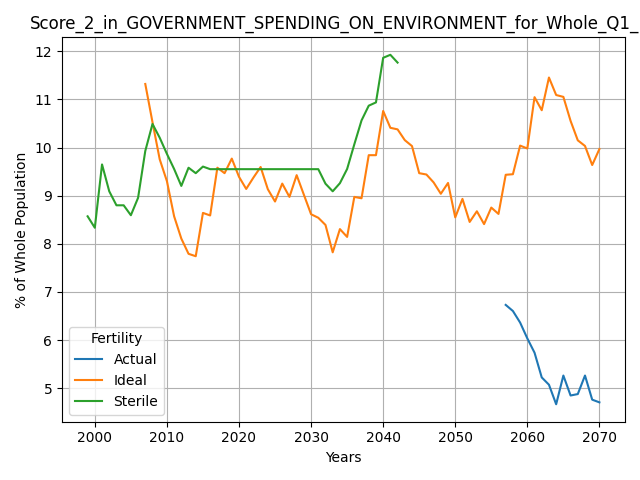 Score_2_in_GOVERNMENT_SPENDING_ON_ENVIRONMENT_for_Whole_Q1_
12
11
10
9
8
7
6
5
% of Whole Population
Fertility
Actual
Ideal
Sterile
2000 2010 2020 2030 2040 2050 2060 2070
Years